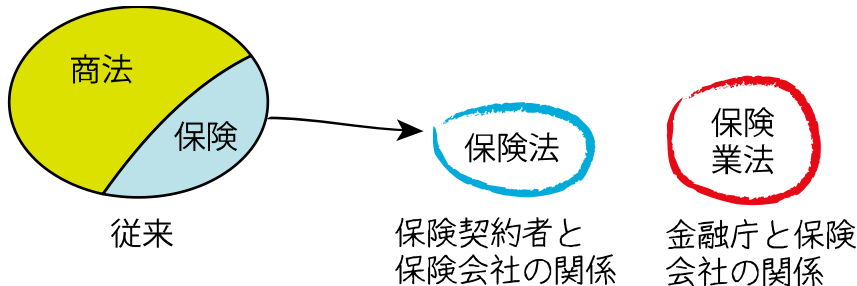 商法
保険
従来
保険法
保険契約者と
保険会社の関係
保険
業法
金融庁と保険
会社の関係